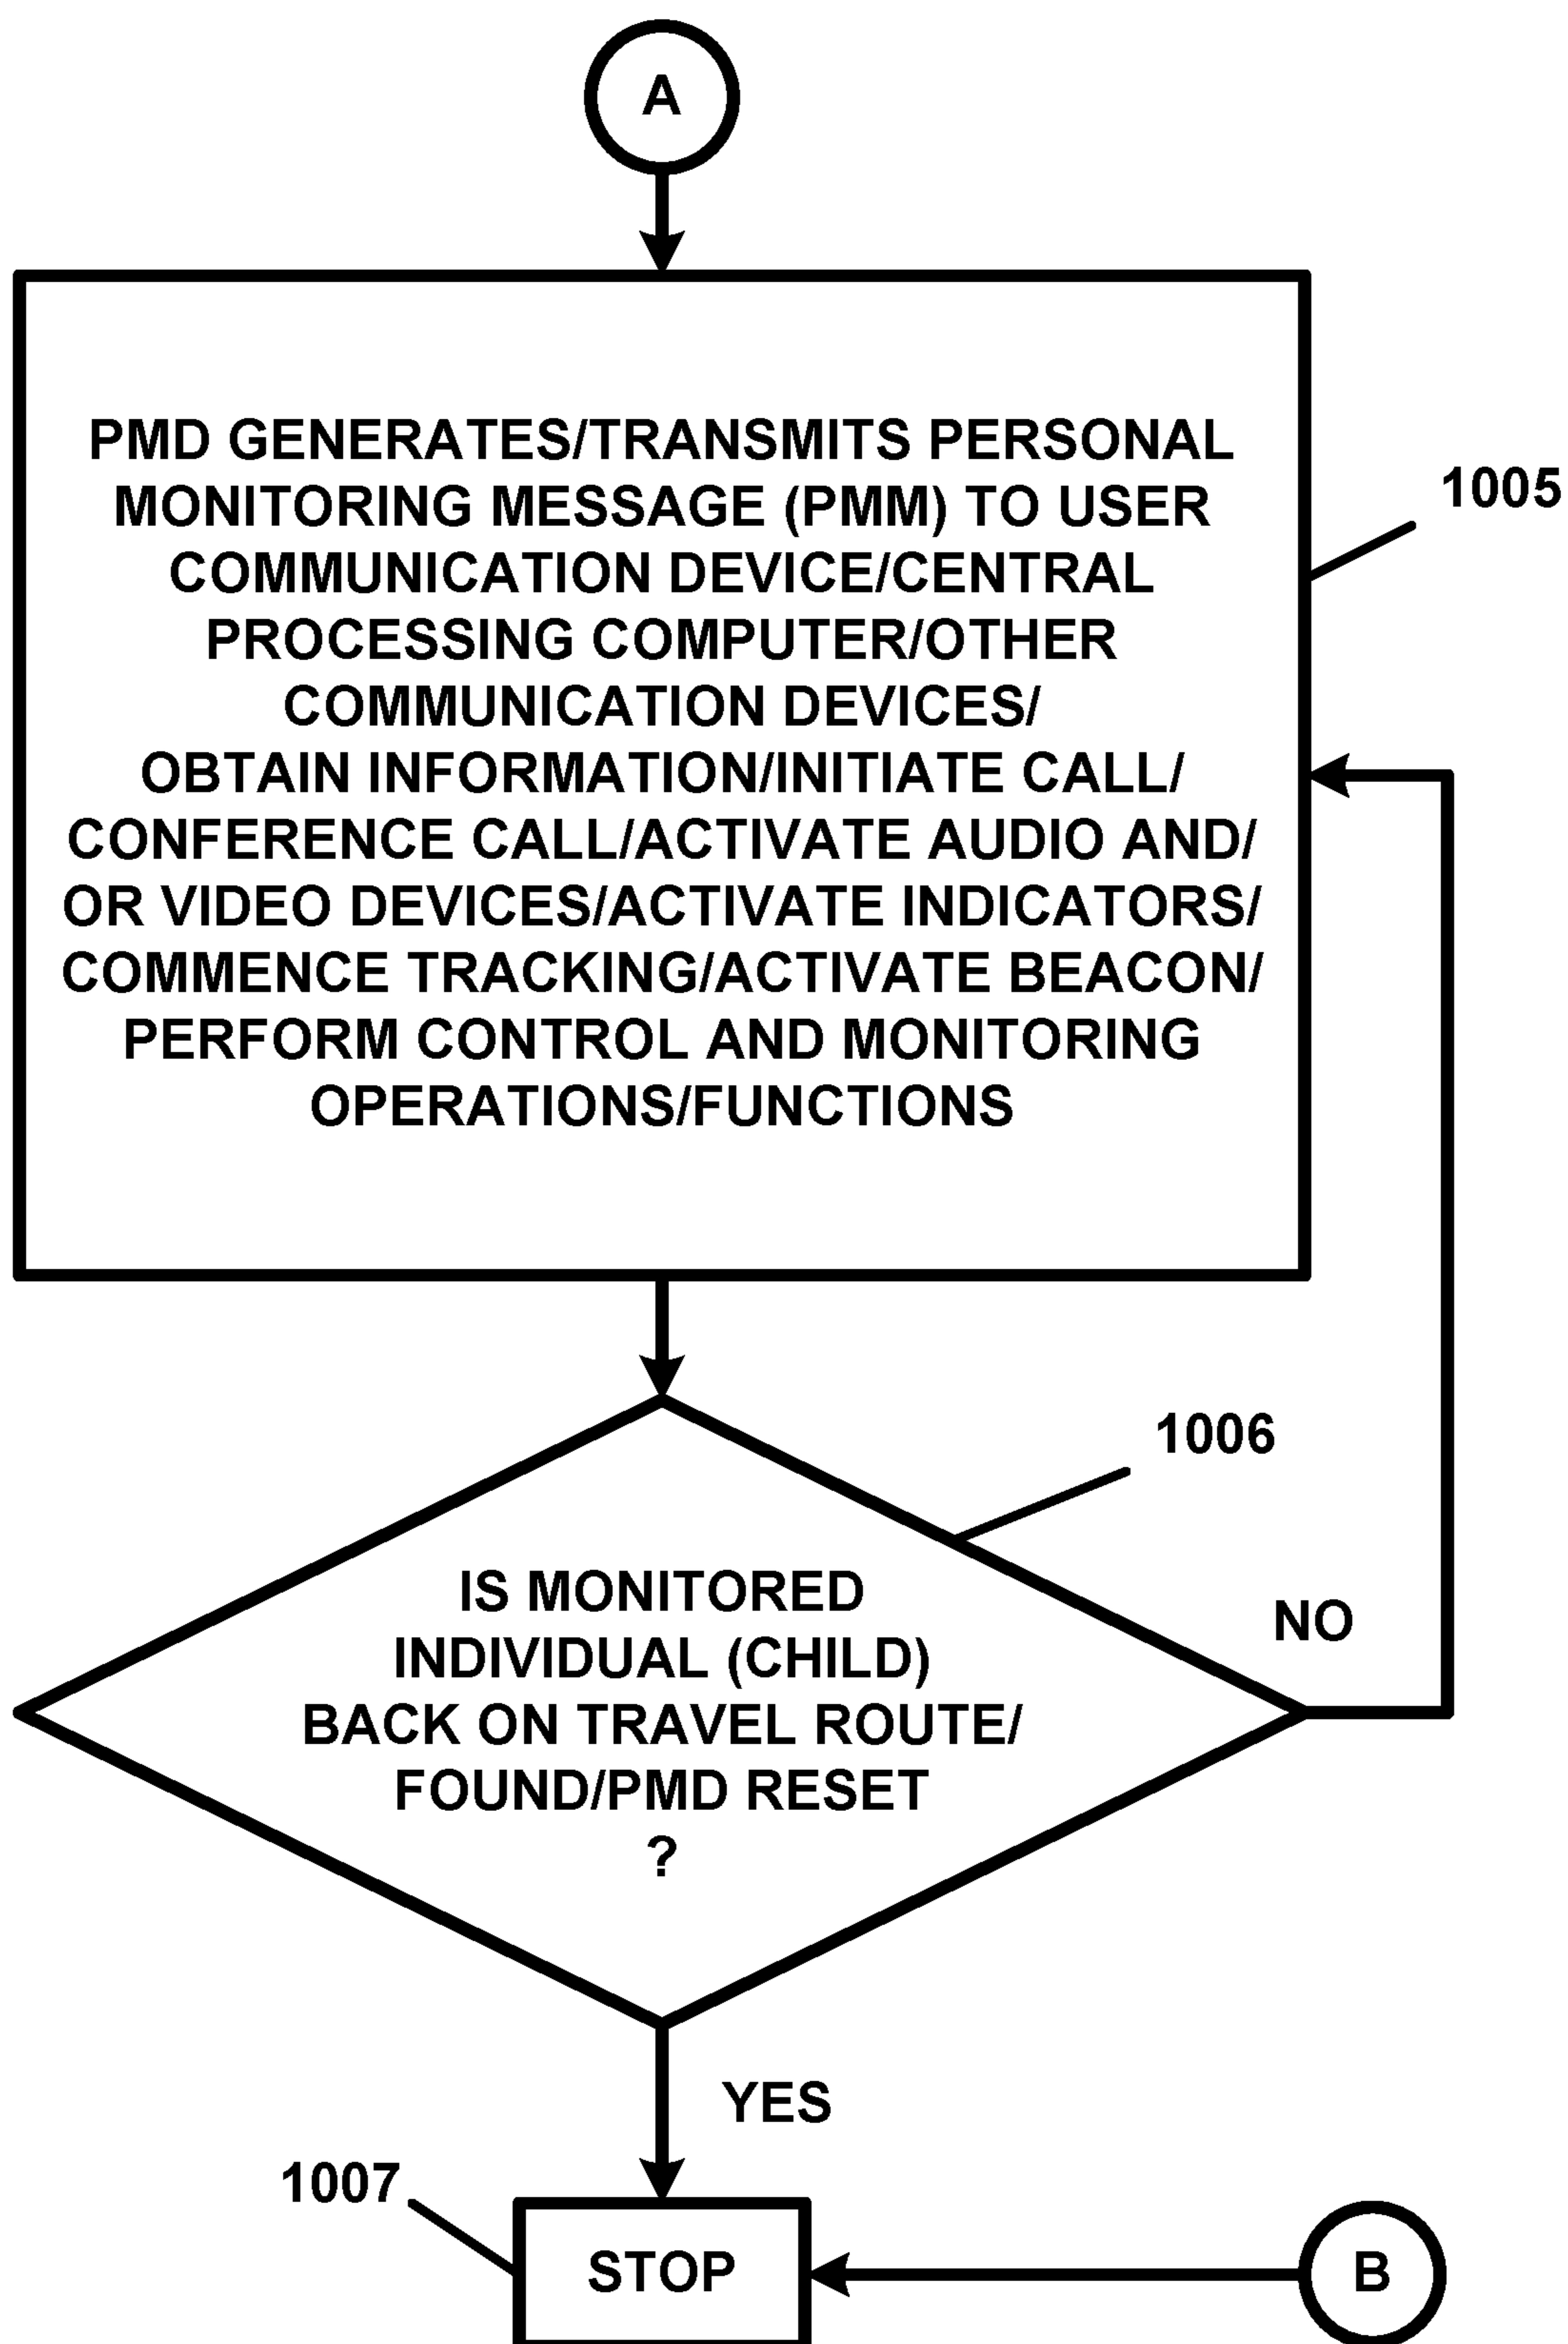 A
PMD GENERATES/TRANSMITS PERSONAL
MONITORING MESSAGE (PMM) TO USER
COMMUNICATION DEVICE/CENTRAL
PROCESSING COMPUTER/OTHER
COMMUNICATION DEVICES/
OBTAIN INFORMATION/INITIATE CALL/
CONFERENCE CALL/ACTIVATE AUDIO AND/
OR VIDEO DEVICES/ACTIVATE INDICATORS/
COMMENCE TRACKING/ACTIVATE BEACON/
PERFORM CONTROL AND MONITORING
OPERATIONS/FUNCTIONS
1005
1006
IS MONITORED
INDIVIDUAL (CHILD)
BACK ON TRAVEL ROUTE/
FOUND/PMD RESET
?
NO
YES
1007
STOP
B